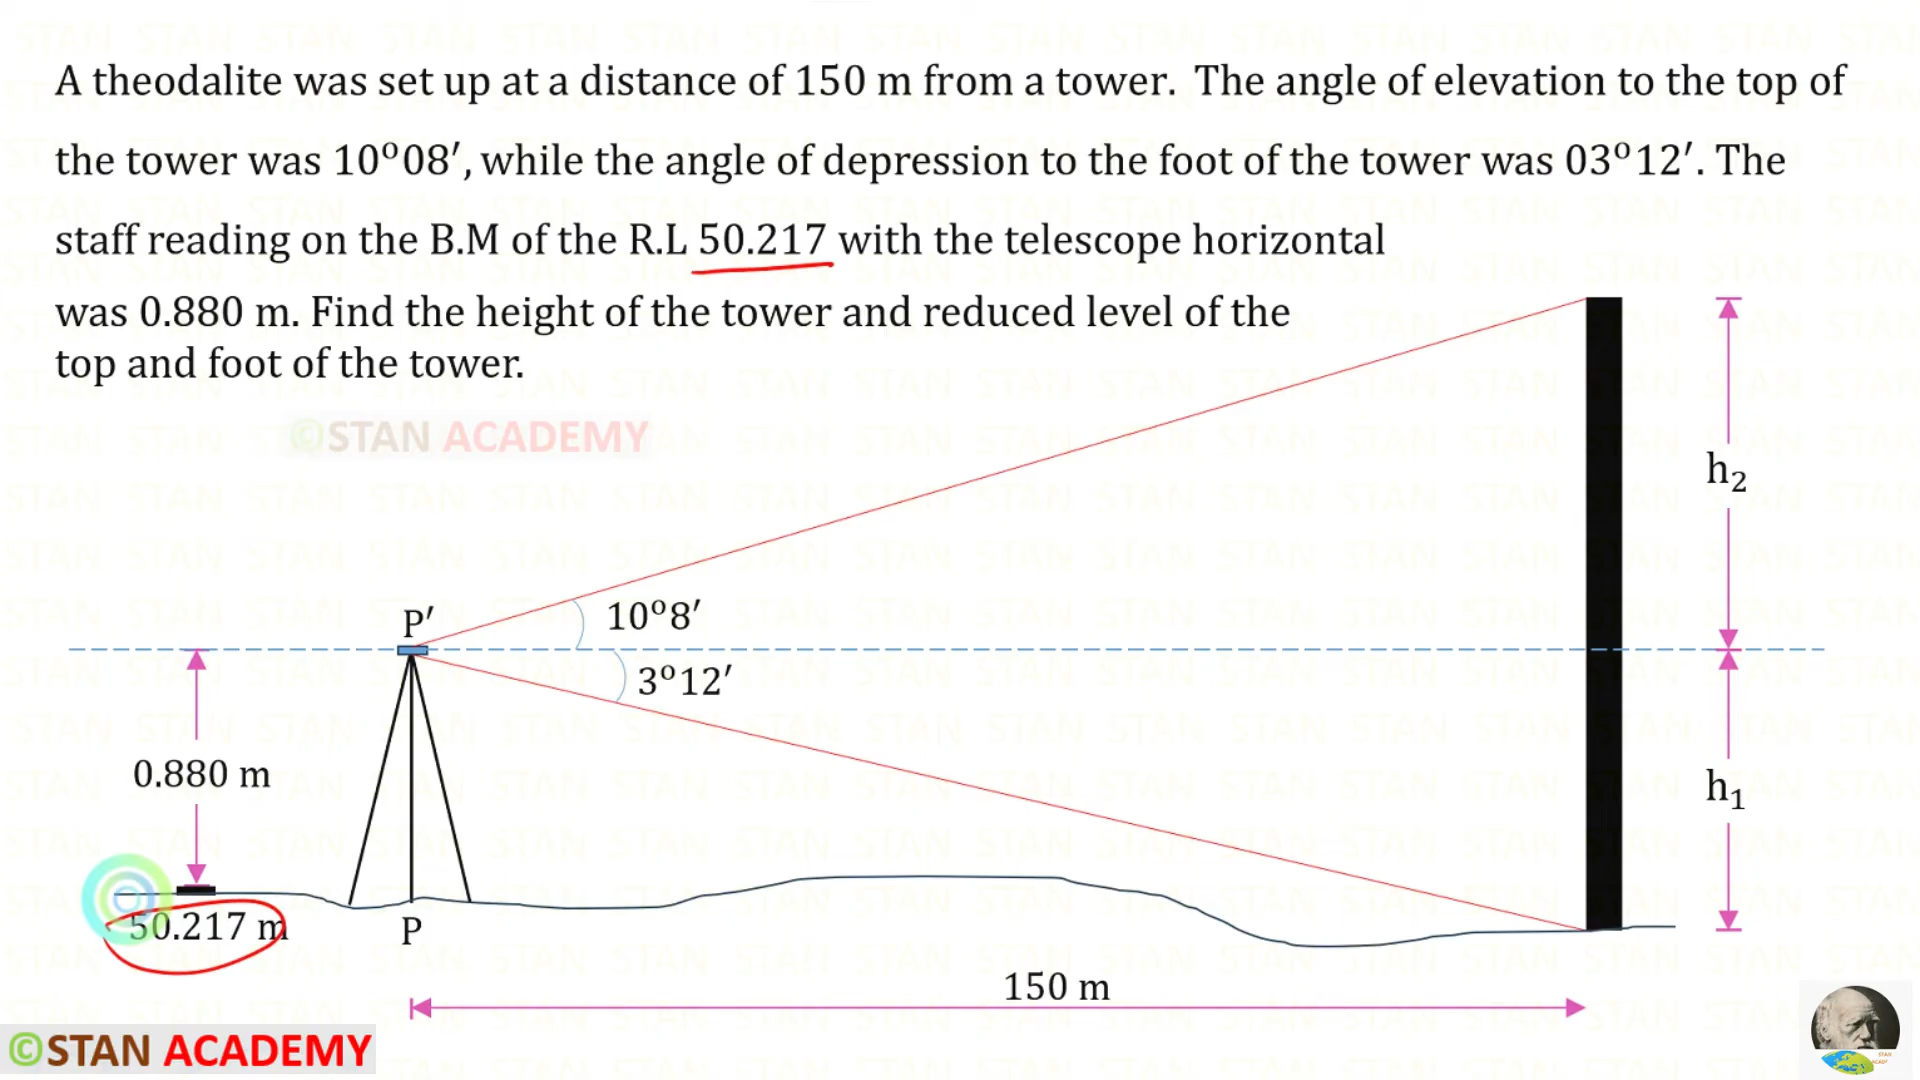 A theodalite was set up at a distance of 150 m from a tower. The angle of elevation to the top of
the tower was 10°08′, while the angle of depression to the foot of the tower was 03°12′. The
staff reading on the B.M of the R.L 50.217 with the telescope horizontal
was 0.880 m. Find the height of the tower and reduced level of the
top and foot of the tower.
©STAN ACADEMY
h₂
P′
10°8′
3°12′
0.880 m
h₁
50.217 m
P
150 m
©STAN ACADEMY